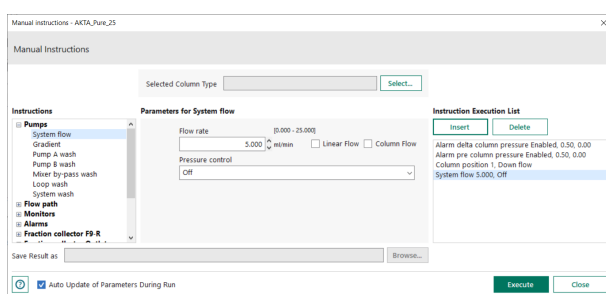 Manual instructions - AKTA_Pure_25
Manual Instructions
Selected Column Type
Select...
Instructions
Pumps
System flow
Gradient
Pump A wash
Pump B wash
Mixer by-pass wash
Loop wash
System wash
Flow path
Monitors
Alarms
Fraction collector F9-R
Parameters for System flow
Flow rate [0.000 - 25.000]
5.000 ml/min Linear Flow Column Flow
Pressure control
Off
Instruction Execution List
Insert Delete
Alarm delta column pressure Enabled, 0.50, 0.00
Alarm pre column pressure Enabled, 0.50, 0.00
Column position 1, Down flow
System flow 5.000, Off
Save Result as Browse...
Auto Update of Parameters During Run
Execute Close